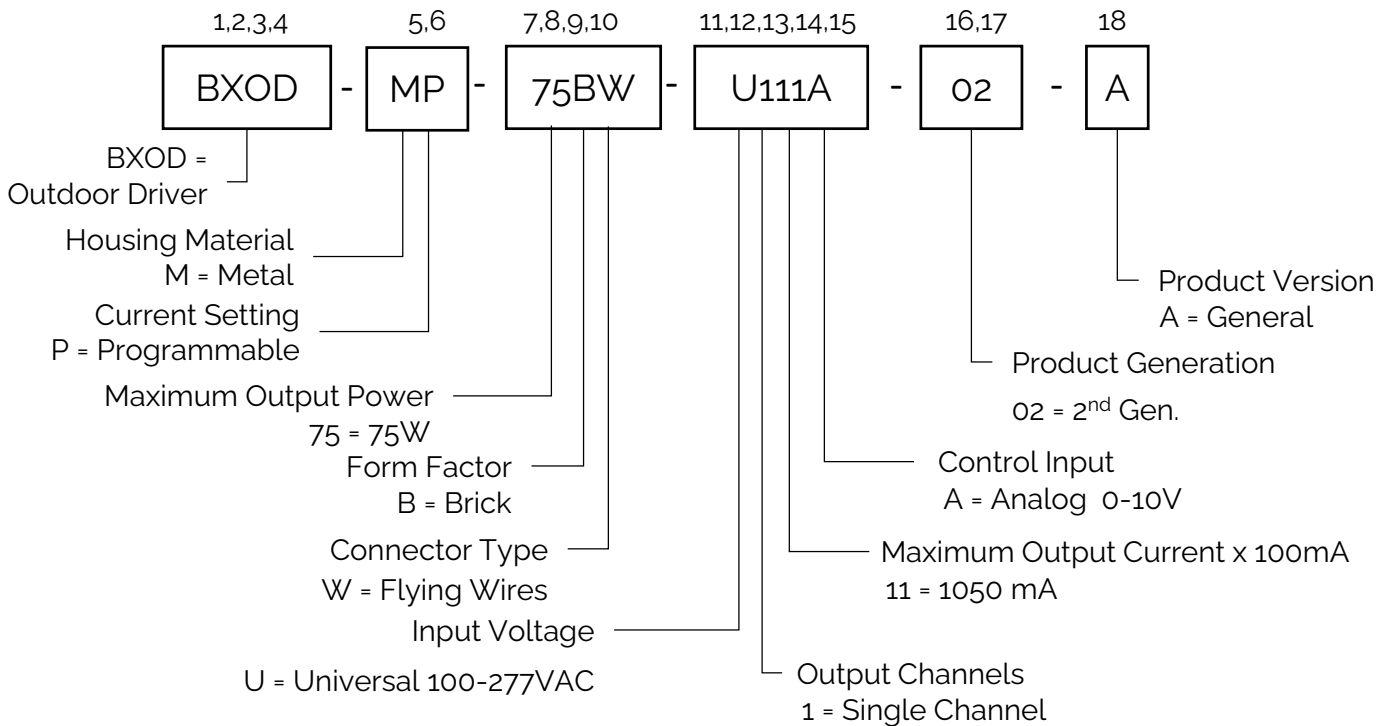 1,2,3,4 5,6 7,8,9,10 11,12,13,14,15 16,17 18
BXOD - MP - 75BW - U111A - 02 - A
BXOD =
Outdoor Driver
Housing Material
M = Metal
Current Setting
P = Programmable
Maximum Output Power
75 = 75W
Form Factor
B = Brick
Connector Type
W = Flying Wires
Input Voltage
U = Universal 100-277VAC
Product Version
A = General
Product Generation
02 = 2nd Gen.
Control Input
A = Analog 0-10V
Maximum Output Current x 100mA
11 = 1050 mA
Output Channels
1 = Single Channel